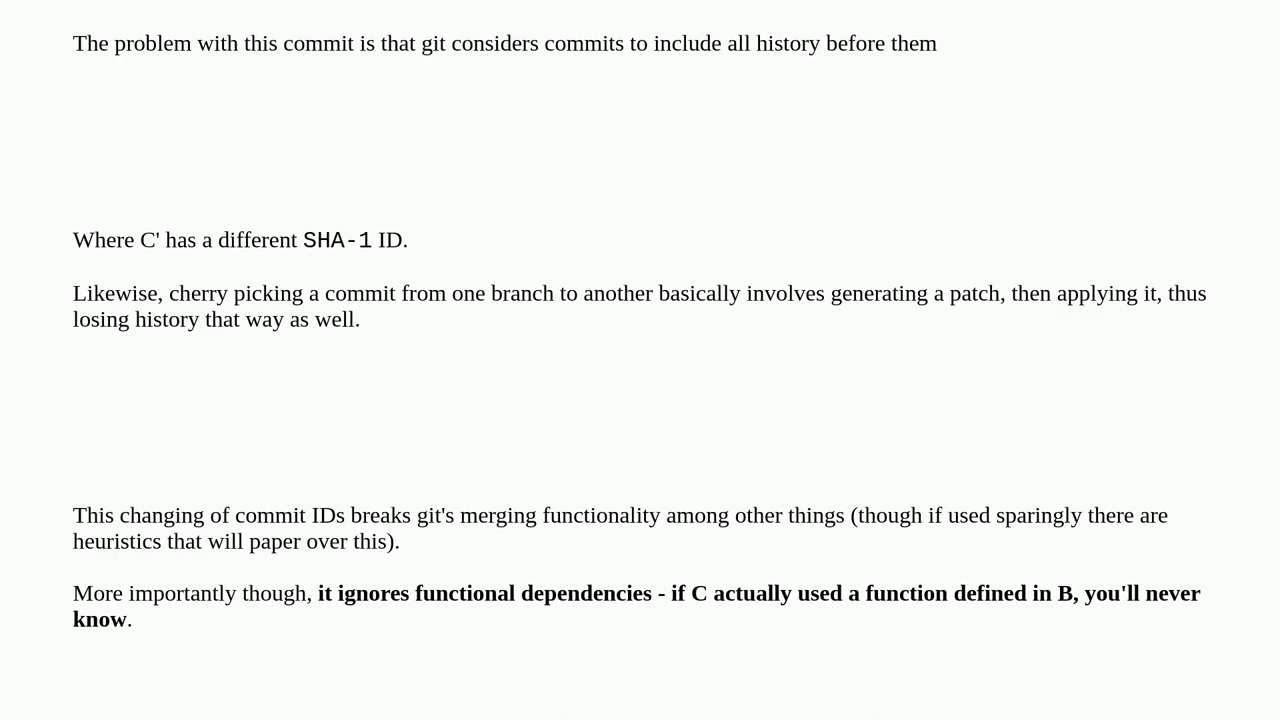 The problem with this commit is that git considers commits to include all history before them
Where C' has a different SHA-1 ID.
Likewise, cherry picking a commit from one branch to another basically involves generating a patch, then applying it, thus
losing history that way as well.
This changing of commit IDs breaks git's merging functionality among other things (though if used sparingly there are
heuristics that will paper over this).
More importantly though, it ignores functional dependencies - if C actually used a function defined in B, you'll never
know.